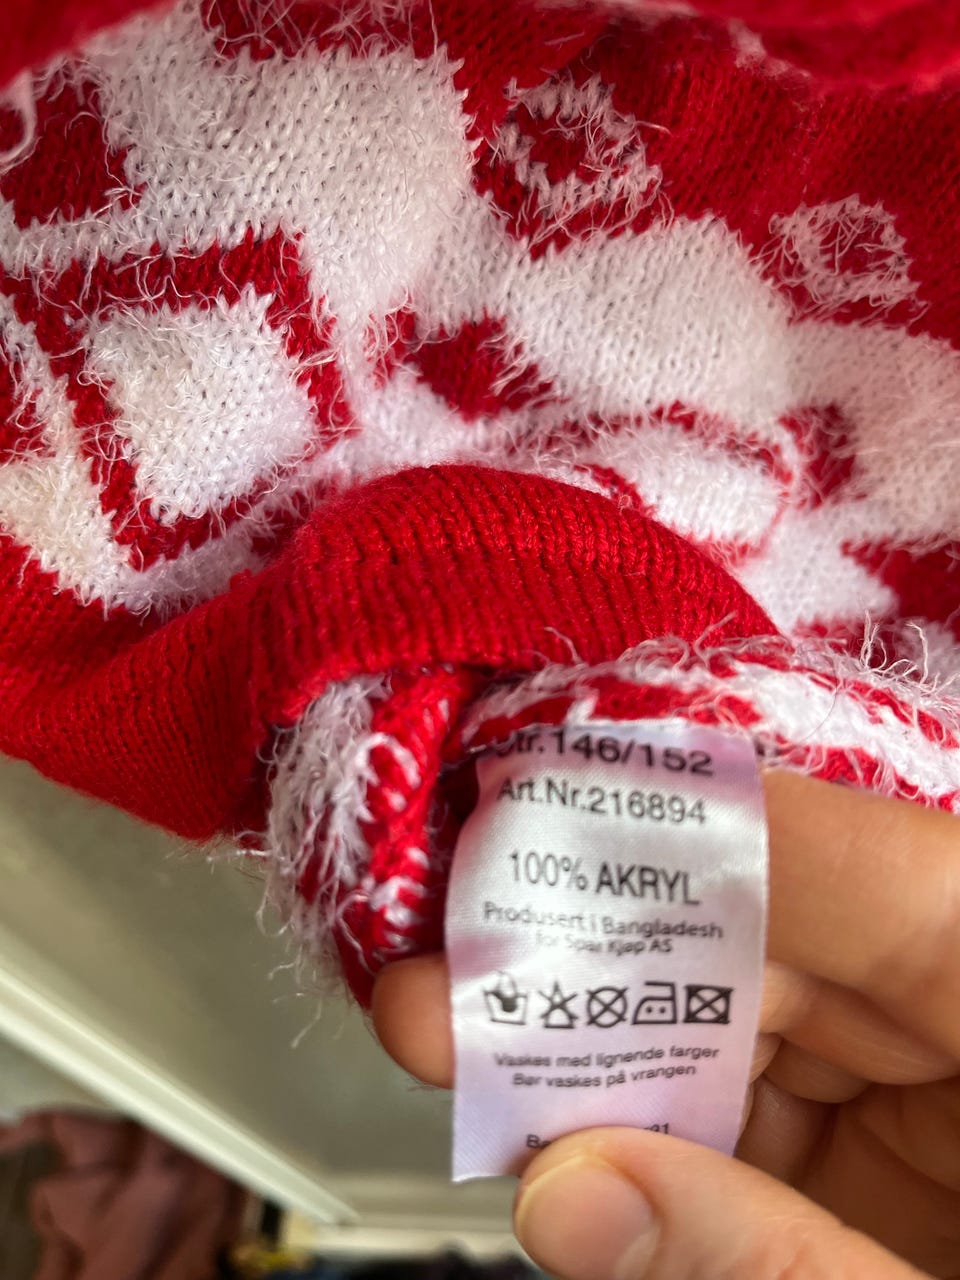 Str.146/152
Art.Nr.216894
100% AKRYL
Produsert i Bangladesh
for Spar Kjøp AS
Vaskes med lignende farger
Bør vaskes på vrangen